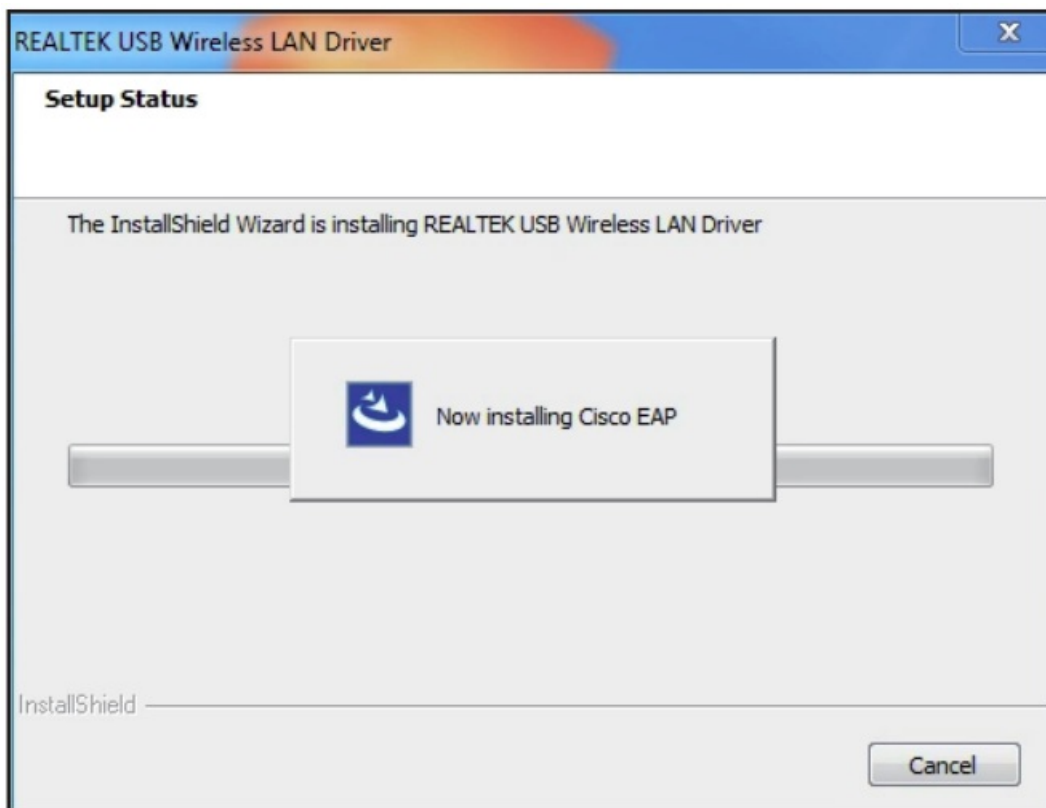 REALTEK USB Wireless LAN Driver
X
Setup Status
The InstallShield Wizard is installing REALTEK USB Wireless LAN Driver
Now installing Cisco EAP
InstallShield
Cancel